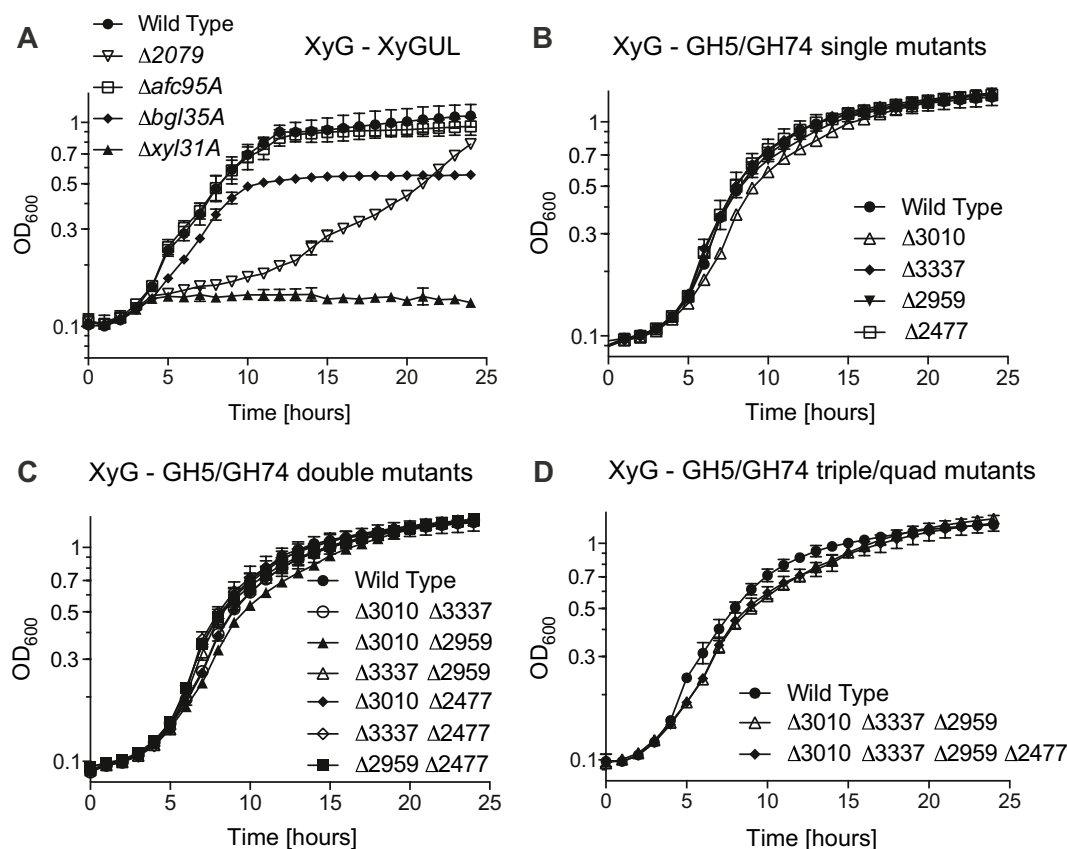 A
XyG - XyGUL
Wild Type
Δ2079
Δafc95A
Δbgl35A
Δxyl31A
1
0.7
0.5
0.3
0.1
OD600
0 5 10 15 20 25
Time [hours]
B
XyG - GH5/GH74 single mutants
1
0.7
0.5
0.3
0.1
OD600
Wild Type
Δ3010
Δ3337
Δ2959
Δ2477
0 5 10 15 20 25
Time [hours]
C
XyG - GH5/GH74 double mutants
1
0.7
0.5
0.3
0.1
OD600
Wild Type
Δ3010 Δ3337
Δ3010 Δ2959
Δ3337 Δ2959
Δ3010 Δ2477
Δ3337 Δ2477
Δ2959 Δ2477
0 5 10 15 20 25
Time [hours]
D
XyG - GH5/GH74 triple/quad mutants
1
0.7
0.5
0.3
0.1
OD600
Wild Type
Δ3010 Δ3337 Δ2959
Δ3010 Δ3337 Δ2959 Δ2477
0 5 10 15 20 25
Time [hours]